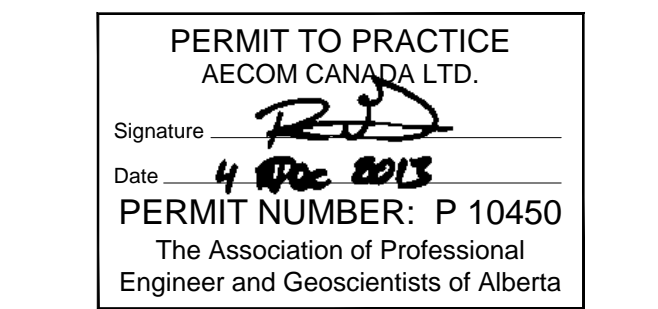 PERMIT TO PRACTICE
AECOM CANADA LTD.
Signature
Date 4 Dec 2013
PERMIT NUMBER: P 10450
The Association of Professional
Engineer and Geoscientists of Alberta